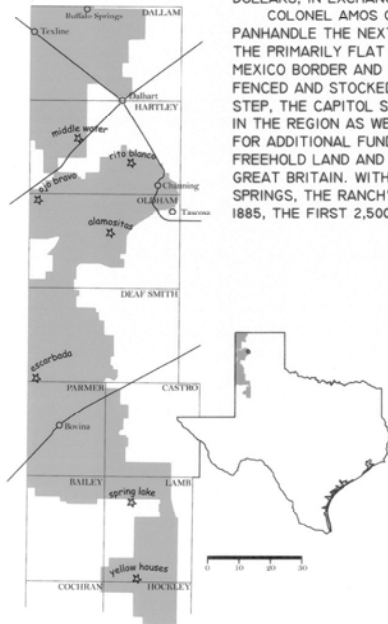 DOLLARS, IN EXCHANG
COLONEL AMOS C
PANHANDLE THE NEXT
THE PRIMARILY FLAT
MEXICO BORDER AND
FENCED AND STOCKED
STEP, THE CAPITOL S
IN THE REGION AS WE
FOR ADDITIONAL FUND
FREEHOLD LAND AND
GREAT BRITAIN. WITH
SPRINGS, THE RANCH'
1885, THE FIRST 2,500
DALLAM
Buffalo Springs
Texline
Dalhart
HARTLEY
middle water
rito blanco
ojo bravo
Channing
OLDHAM
Tascosa
alamositas
DEAF SMITH
escarbada
PARMER
CASTRO
Bovina
BAILEY
LAMB
spring lake
yellow houses
COCHRAN
HOCKLEY
0 10 20 30